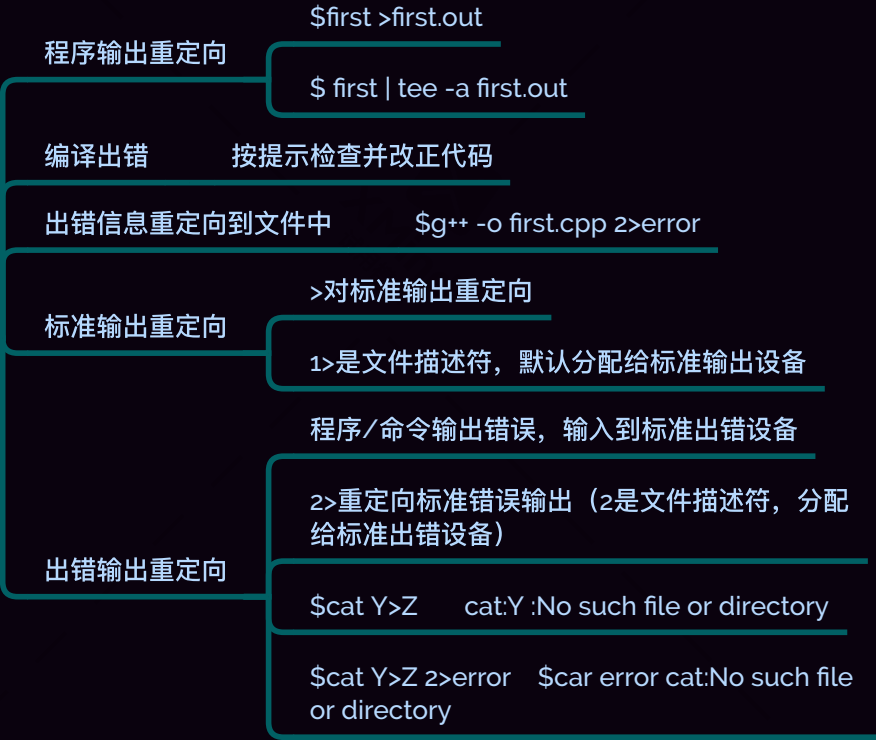 $first >first.out
程序输出重定向
$ first | tee -a first.out
编译出错 按提示检查并改正代码
出错信息重定向到文件中 $g++ -o first.cpp 2>error
>对标准输出重定向
标准输出重定向
1>是文件描述符，默认分配给标准输出设备
程序/命令输出错误，输入到标准出错设备
2>重定向标准错误输出（2是文件描述符，分配
给标准出错设备）
出错输出重定向
$cat Y>Z cat:Y :No such file or directory
$cat Y>Z 2>error $car error cat:No such file
or directory